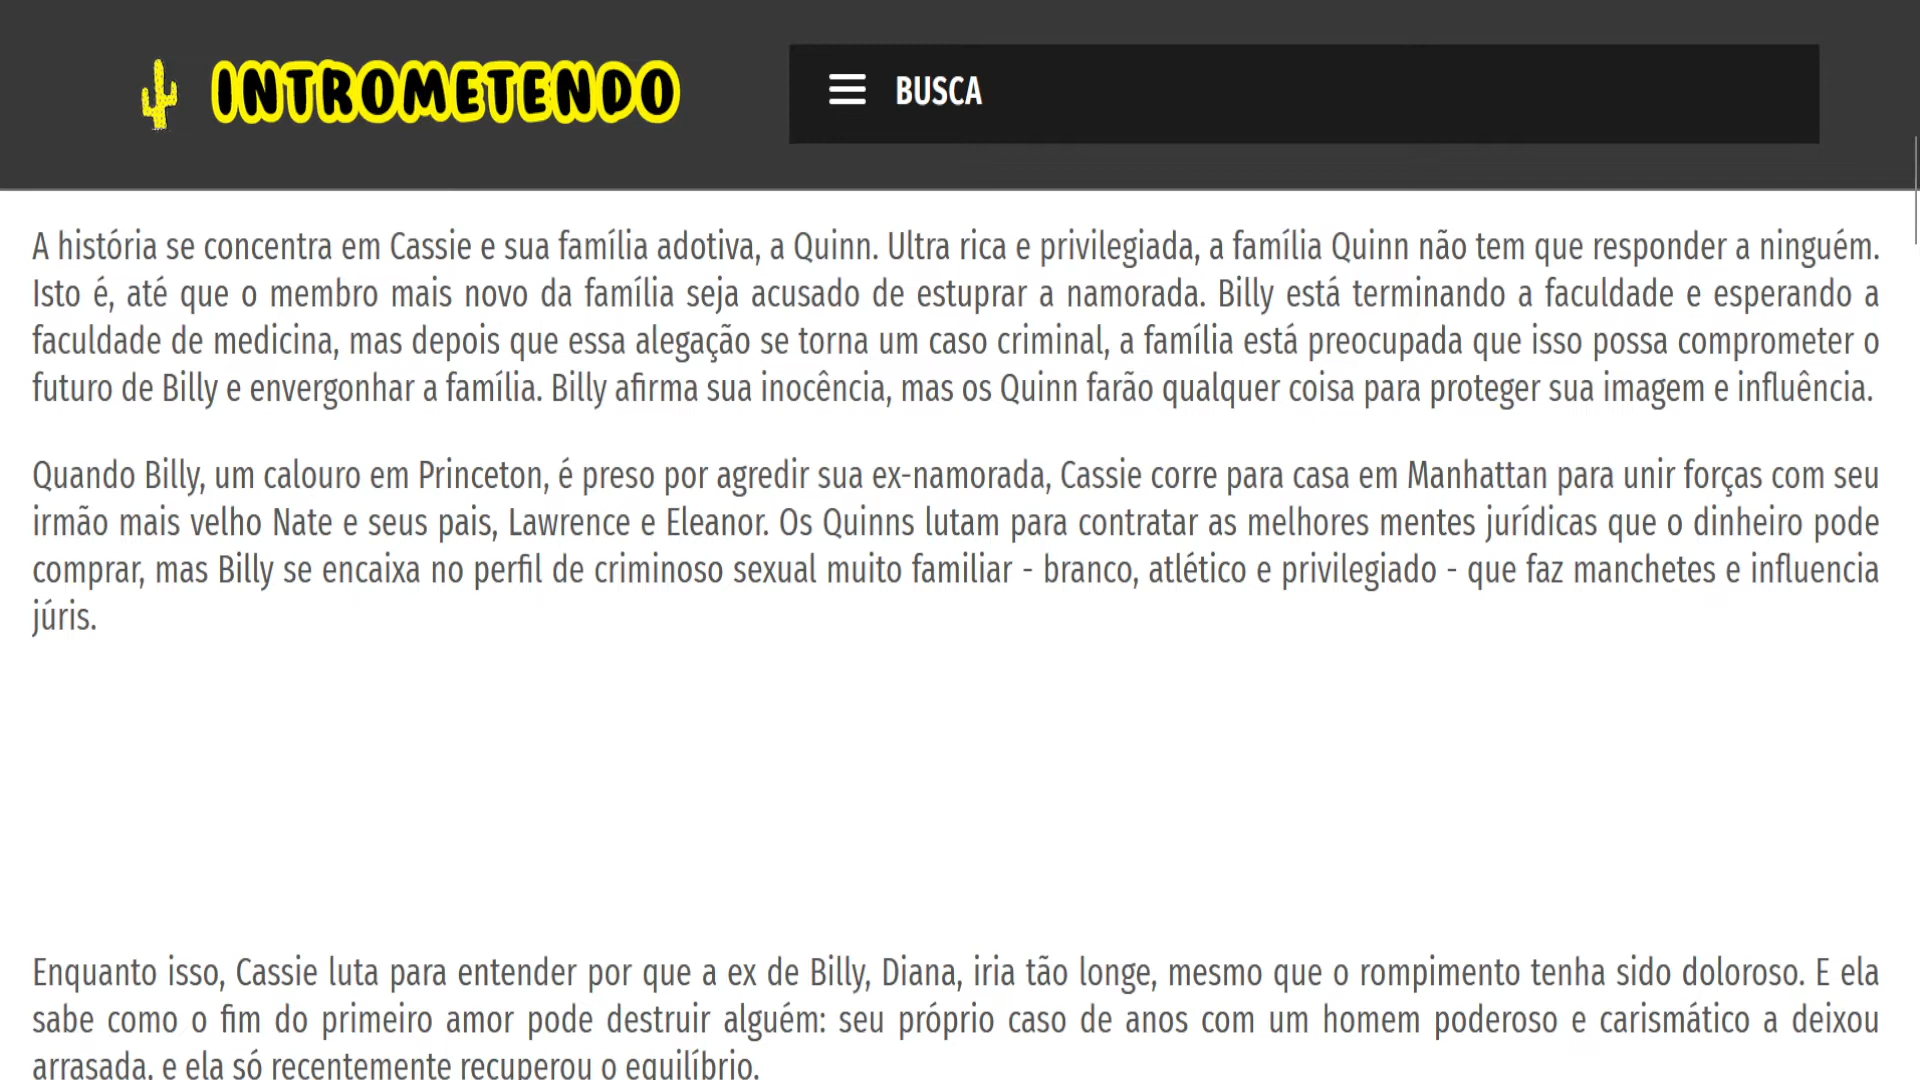 INTROMETENDO
BUSCA
A história se concentra em Cassie e sua família adotiva, a Quinn. Ultra rica e privilegiada, a família Quinn não tem que responder a ninguém.
Isto é, até que o membro mais novo da família seja acusado de estuprar a namorada. Billy está terminando a faculdade e esperando a
faculdade de medicina, mas depois que essa alegação se torna um caso criminal, a família está preocupada que isso possa comprometer o
futuro de Billy e envergonhar a família. Billy afirma sua inocência, mas os Quinn farão qualquer coisa para proteger sua imagem e influência.
Quando Billy, um calouro em Princeton, é preso por agredir sua ex-namorada, Cassie corre para casa em Manhattan para unir forças com seu
irmão mais velho Nate e seus pais, Lawrence e Eleanor. Os Quinns lutam para contratar as melhores mentes jurídicas que o dinheiro pode
comprar, mas Billy se encaixa no perfil de criminoso sexual muito familiar - branco, atlético e privilegiado - que faz manchetes e influencia
júris.
Enquanto isso, Cassie luta para entender por que a ex de Billy, Diana, iria tão longe, mesmo que o rompimento tenha sido doloroso. E ela
sabe como o fim do primeiro amor pode destruir alguém: seu próprio caso de anos com um homem poderoso e carismático a deixou
arrasada, e ela só recentemente recuperou o equilíbrio.